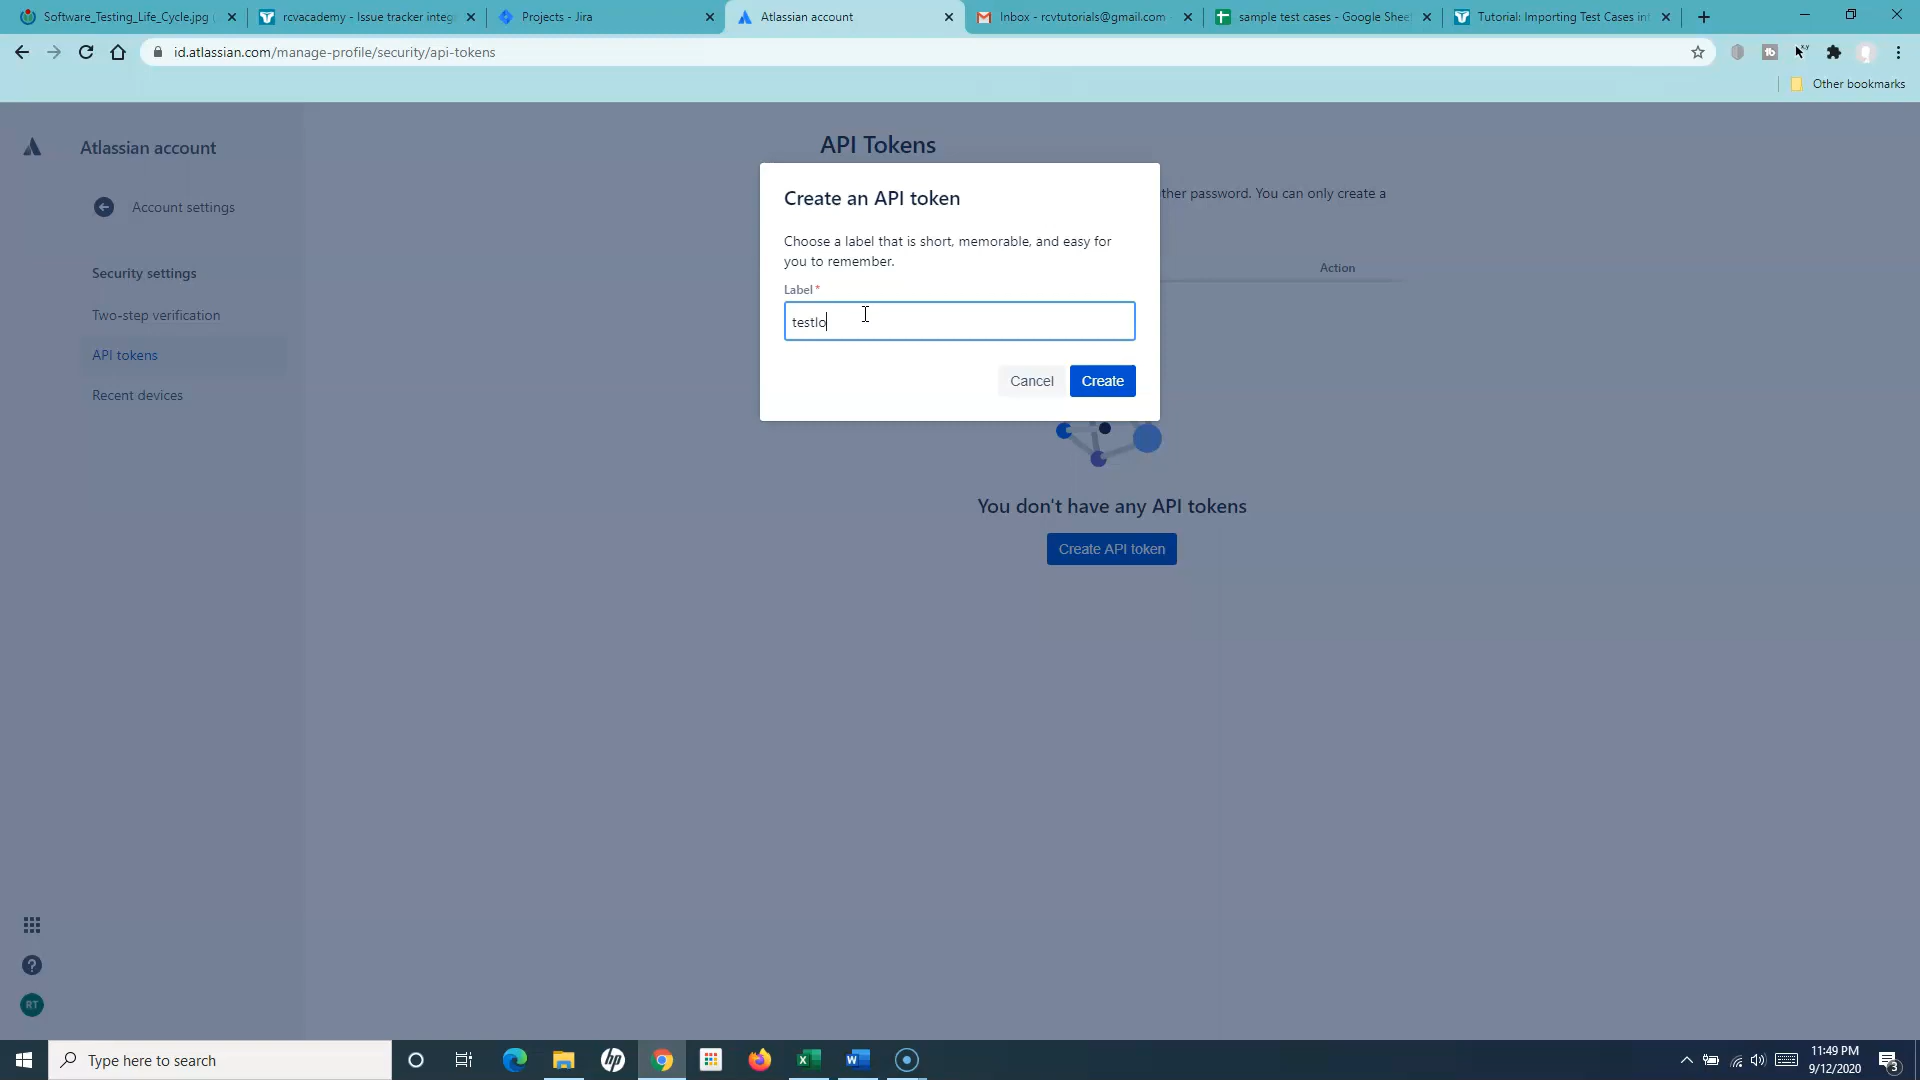 Software_Testing_Life_Cycle.jpg
rcvacademy - Issue tracker integ
Projects - Jira
Atlassian account
Inbox - rcvtutorials@gmail.com
sample test cases - Google Sheet
Tutorial: Importing Test Cases in
id.atlassian.com/manage-profile/security/api-tokens
Other bookmarks
Atlassian account
Account settings
Security settings
Two-step verification
API tokens
Recent devices
API Tokens
ther password. You can only create a
Action
Create an API token
Choose a label that is short, memorable, and easy for
you to remember.
Label *
testlo
Cancel
Create
You don't have any API tokens
Create API token
RT
Type here to search
11:49 PM
9/12/2020
3